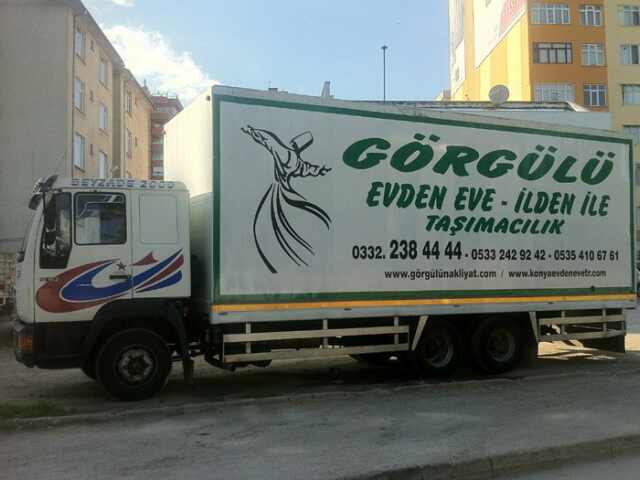 BEYZADE 2000
GÖRGÜLÜ
EVDEN EVE - İLDEN İLE
TAŞIMACILIK
0332. 238 44 44 - 0533 242 92 42 - 0535 410 67 61
www.görgülünakliyat.com / www.konyaevdenevetr.com